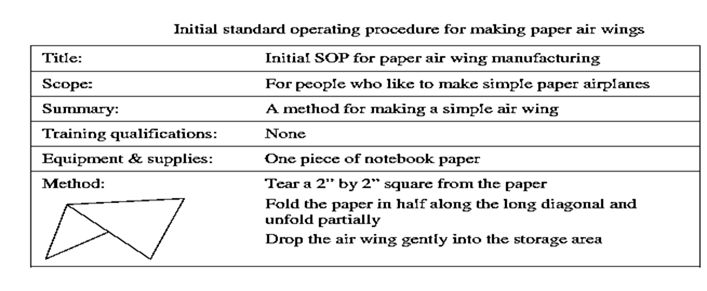 Initial standard operating procedure for making paper air wings
Title: Initial SOP for paper air wing manufacturing
Scope: For people who like to make simple paper airplanes
Summary: A method for making a simple air wing
Training qualifications: None
Equipment & supplies: One piece of notebook paper
Method: Tear a 2” by 2” square from the paper
Fold the paper in half along the long diagonal and
unfold partially
Drop the air wing gently into the storage area